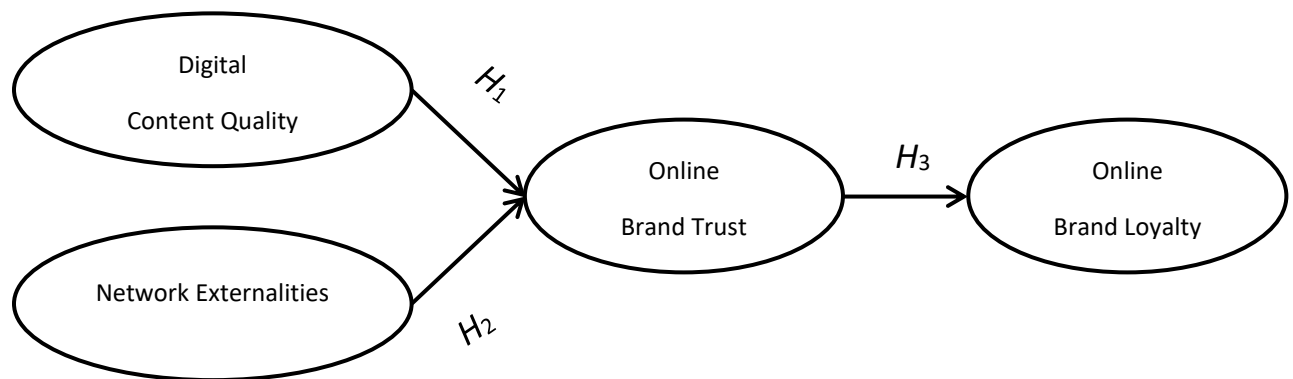 Digital
Content Quality
H1
Online
Brand Trust
H3
Online
Brand Loyalty
Network Externalities
H2